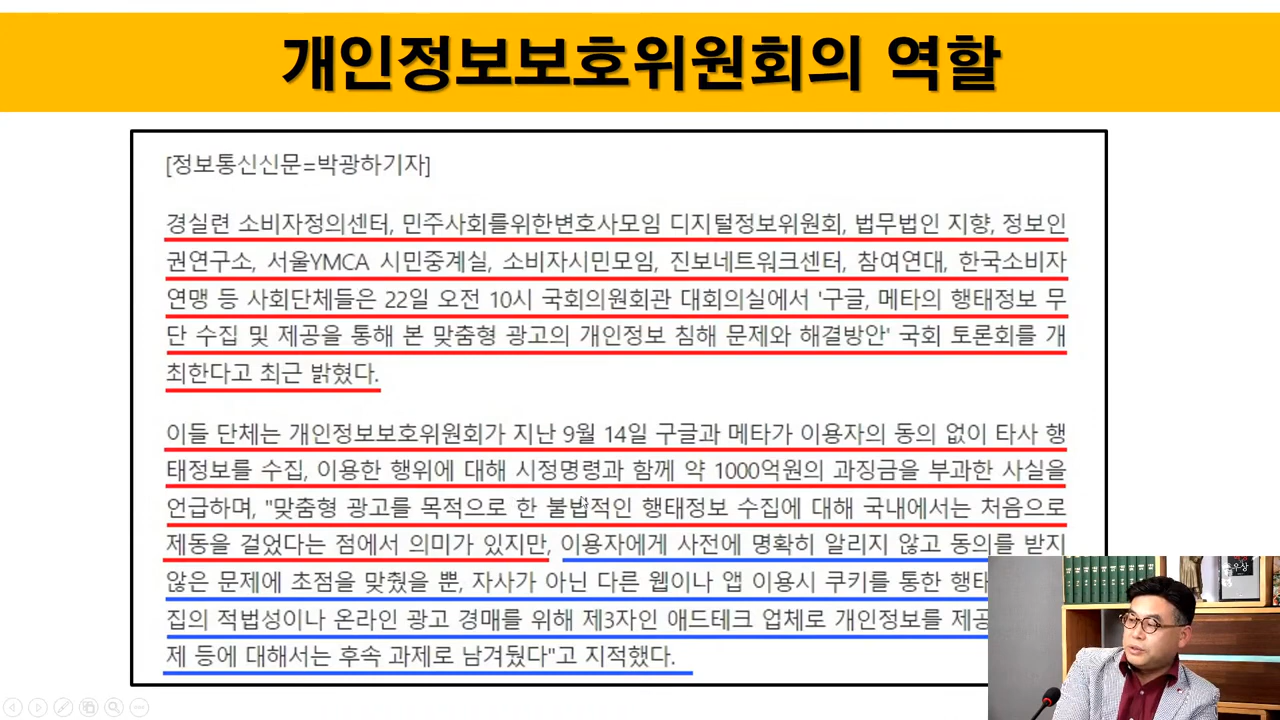 개인정보보호위원회의 역할
[정보통신신문=박광하기자]
경실련 소비자정의센터, 민주사회를위한변호사모임 디지털정보위원회, 법무법인 지향, 정보인
권연구소, 서울YMCA 시민중계실, 소비자시민모임, 진보네트워크센터, 참여연대, 한국소비자
연맹 등 사회단체들은 22일 오전 10시 국회의원회관 대회의실에서 '구글, 메타의 행태정보 무
단 수집 및 제공을 통해 본 맞춤형 광고의 개인정보 침해 문제와 해결방안' 국회 토론회를 개
최한다고 최근 밝혔다.
이들 단체는 개인정보보호위원회가 지난 9월 14일 구글과 메타가 이용자의 동의 없이 타사 행
태정보를 수집, 이용한 행위에 대해 시정명령과 함께 약 1000억원의 과징금을 부과한 사실을
언급하며, "맞춤형 광고를 목적으로 한 불법적인 행태정보 수집에 대해 국내에서는 처음으로
제동을 걸었다는 점에서 의미가 있지만, 이용자에게 사전에 명확히 알리지 않고 동의를 받지
않은 문제에 초점을 맞췄을 뿐, 자사가 아닌 다른 웹이나 앱 이용시 쿠키를 통한 행태
집의 적법성이나 온라인 광고 경매를 위해 제3자인 애드테크 업체로 개인정보를 제공
제 등에 대해서는 후속 과제로 남겨뒀다"고 지적했다.
우상